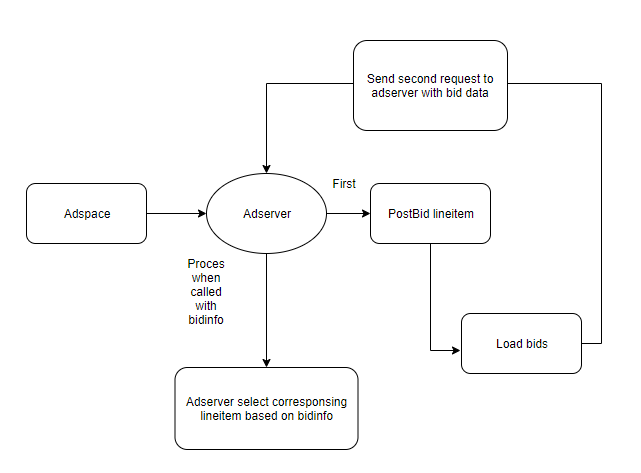 Send second request to
adserver with bid data
First
Adspace
Adserver
PostBid lineitem
Proces
when
called
with
bidinfo
Load bids
Adserver select corresponsing
lineitem based on bidinfo